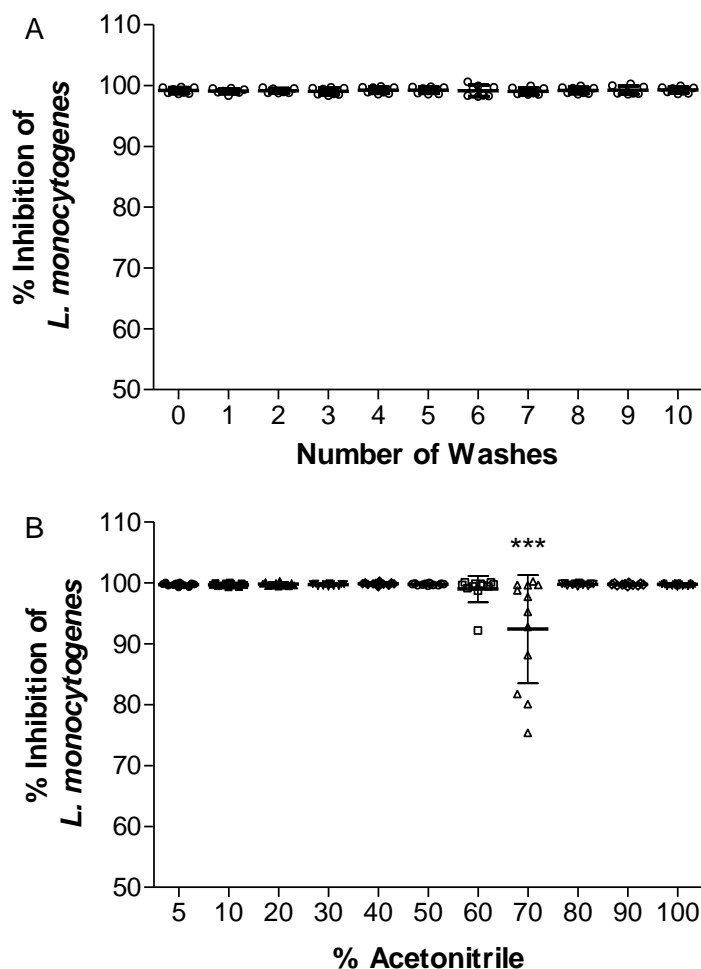 A
110
100
90
80
70
60
50
% Inhibition of
L. monocytogenes
0 1 2 3 4 5 6 7 8 9 10
Number of Washes
B
110
100
90
80
70
60
50
% Inhibition of
L. monocytogenes
***
5 10 20 30 40 50 60 70 80 90 100
% Acetonitrile